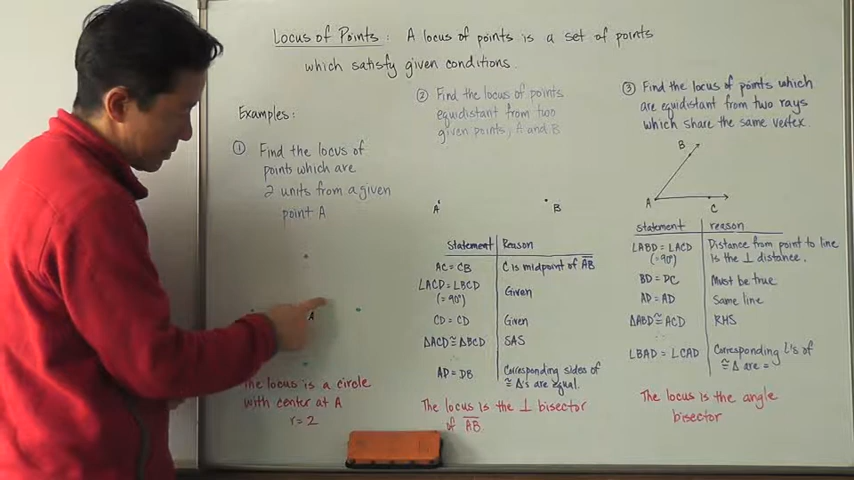 Locus of Points: A locus of points is a set of points
which satisfy given conditions.
Examples:
① Find the locus of
points which are
2 units from a given
point A
A
The locus is a circle
with center at A
r = 2
② Find the locus of points
equidistant from two
given points, A and B
A
B
Statement Reason
AC = CB C is midpoint of AB
∠ACD = ∠BCD Given
(=90°)
CD = CD Given
△ACD ≅ △BCD SAS
∴
AD = DB Corresponding sides of
≅ △'s are equal.
The locus is the ⊥ bisector
of AB
③ Find the locus of points which
are equidistant from two rays
which share the same vertex.
B
A
C
statement reason
∠ABD = ∠ACD Distance from point to line
(=90°) is the ⊥ distance.
BD = DC Must be true
AD = AD Same line
△ABD ≅ ACD RHS
∴
∠BAD = ∠CAD Corresponding ∠'s of
≅ △ are =
The locus is the angle
bisector